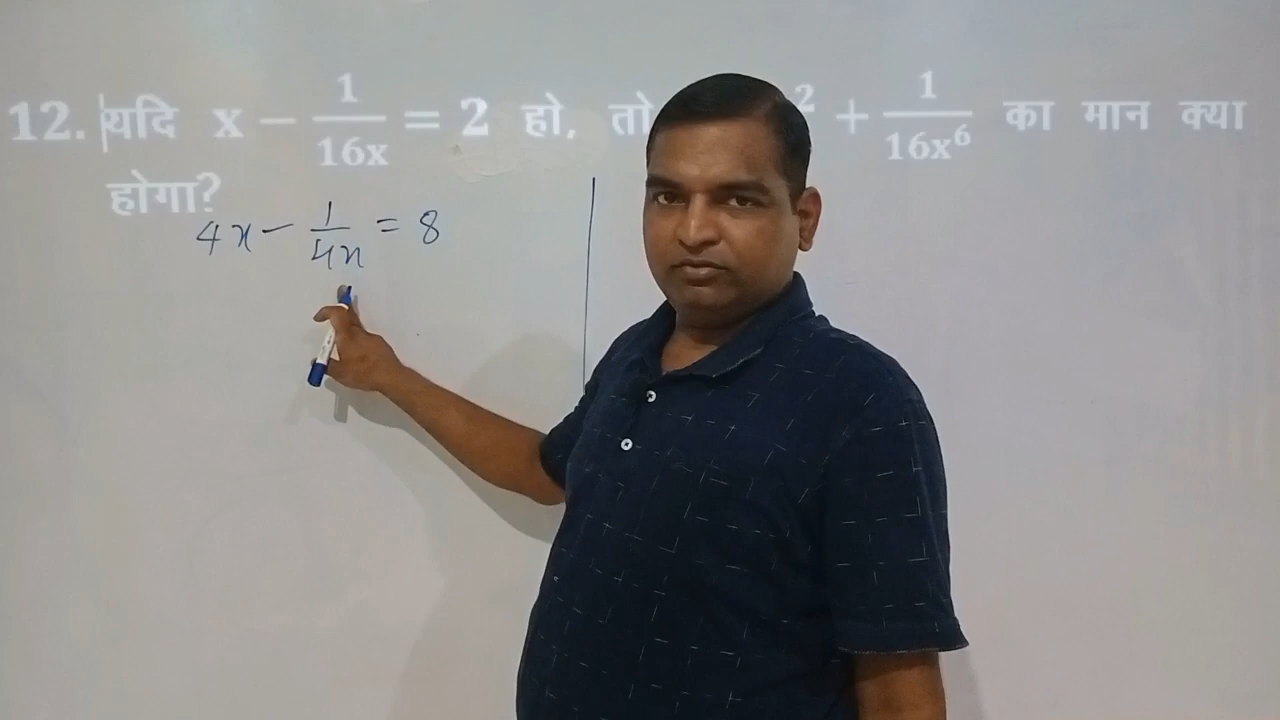 12. यदि x − 1/16x = 2 हो, तो ² + 1/16x⁶ का मान क्या
होगा?
4x − 1/4x = 8